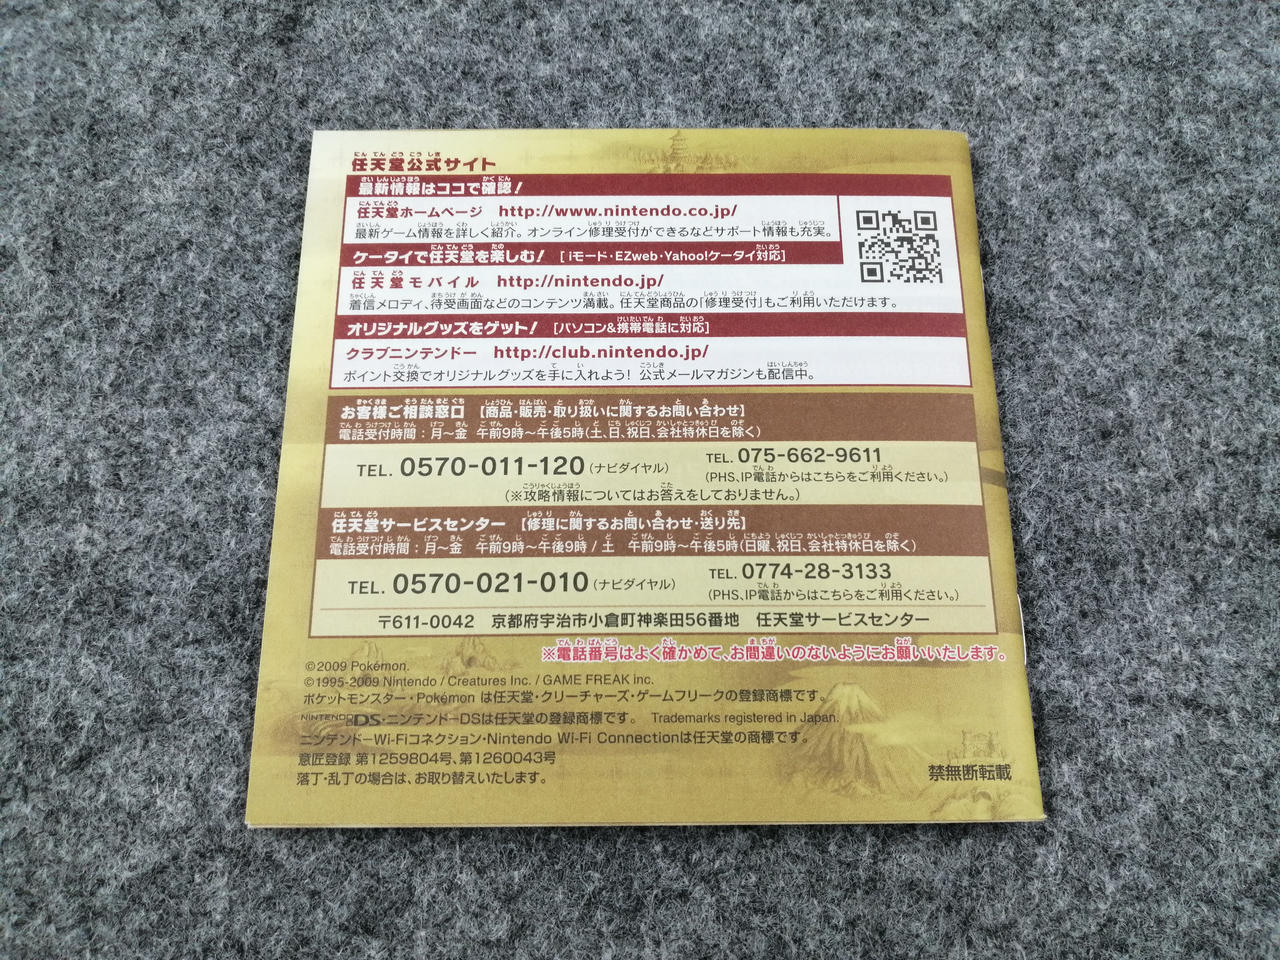 任天堂公式サイト
最新情報はココで確認!
任天堂ホームページ http://www.nintendo.co.jp/
最新ゲーム情報を詳しく紹介。オンライン修理受付ができるなどサポート情報も充実。
ケータイで任天堂を楽しむ! [iモード・EZweb・Yahoo!ケータイ対応]
任天堂モバイル http://nintendo.jp/
着信メロディ、待受画面などのコンテンツ満載。任天堂商品の「修理受付」もご利用いただけます。
オリジナルグッズをゲット! [パソコン&携帯電話に対応]
クラブニンテンドー http://club.nintendo.jp/
ポイント交換でオリジナルグッズを手に入れよう! 公式メールマガジンも配信中。
お客様ご相談窓口 【商品・販売・取り扱いに関するお問い合わせ】
電話受付時間:月~金 午前9時~午後5時(土、日、祝日、会社特休日を除く)
TEL. 0570-011-120 (ナビダイヤル) TEL. 075-662-9611
(PHS、IP電話からはこちらをご利用ください。)
(※攻略情報についてはお答えをしておりません。)
任天堂サービスセンター 【修理に関するお問い合わせ・送り先】
電話受付時間:月~金 午前9時~午後9時/土 午前9時~午後5時(日曜、祝日、会社特休日を除く)
TEL. 0570-021-010 (ナビダイヤル) TEL. 0774-28-3133
(PHS、IP電話からはこちらをご利用ください。)
〒611-0042 京都府宇治市小倉町神楽田56番地 任天堂サービスセンター
※電話番号はよく確かめて、お間違いのないようにお願いいたします。
©2009 Pokémon.
©1995-2009 Nintendo / Creatures Inc. / GAME FREAK inc.
ポケットモンスター・Pokémon は任天堂・クリーチャーズ・ゲームフリークの登録商標です。
NINTENDO DS・ニンテンドーDSは任天堂の登録商標です。 Trademarks registered in Japan.
ニンテンドーWi-Fiコネクション・Nintendo Wi-Fi Connectionは任天堂の商標です。
意匠登録 第1259804号、第1260043号
落丁・乱丁の場合は、お取り替えいたします。
禁無断転載